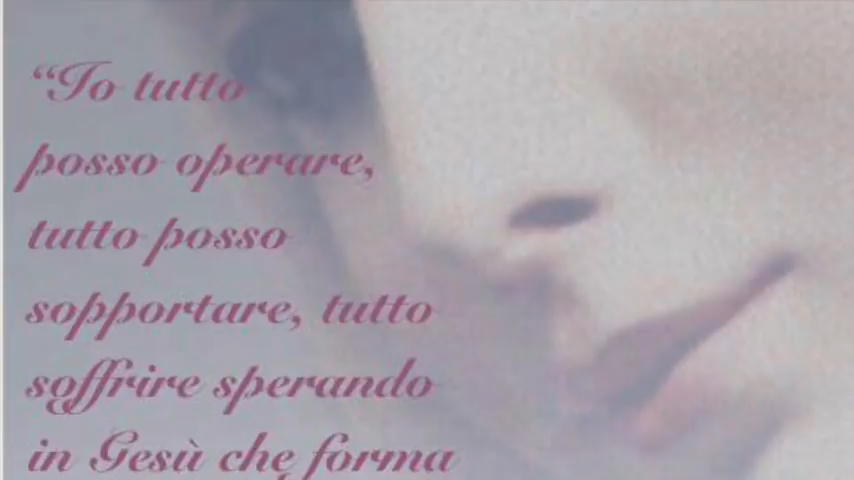 “Io tutto
posso operare,
tutto posso
sopportare, tutto
soffrire sperando
in Gesù che forma